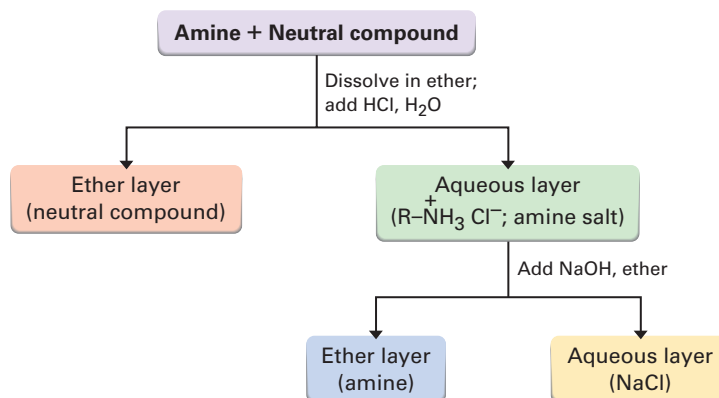 Amine + Neutral compound
Dissolve in ether;
add HCl, H₂O
Ether layer
(neutral compound)
Aqueous layer
(R–N⁺H₃ Cl⁻; amine salt)
Add NaOH, ether
Ether layer
(amine)
Aqueous layer
(NaCl)